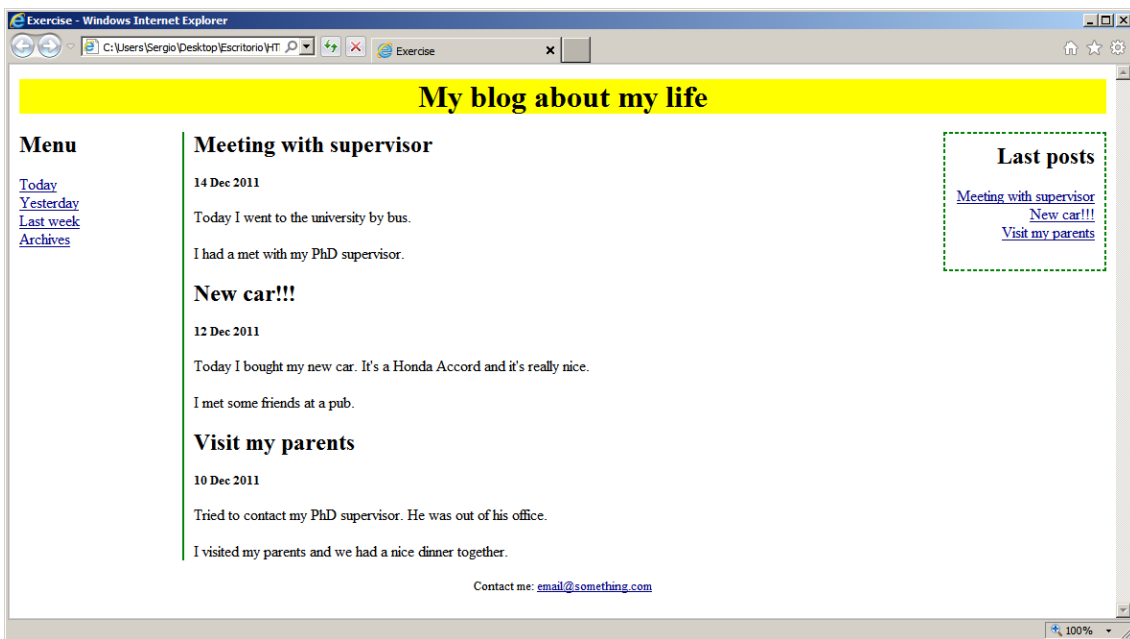 Exercise - Windows Internet Explorer
C:\Users\Sergio\Desktop\Escritorio\HT
Exercise
My blog about my life
Menu
Today
Yesterday
Last week
Archives
Meeting with supervisor
14 Dec 2011
Today I went to the university by bus.
I had a met with my PhD supervisor.
New car!!!
12 Dec 2011
Today I bought my new car. It's a Honda Accord and it's really nice.
I met some friends at a pub.
Visit my parents
10 Dec 2011
Tried to contact my PhD supervisor. He was out of his office.
I visited my parents and we had a nice dinner together.
Last posts
Meeting with supervisor
New car!!!
Visit my parents
Contact me: email@something.com
100%